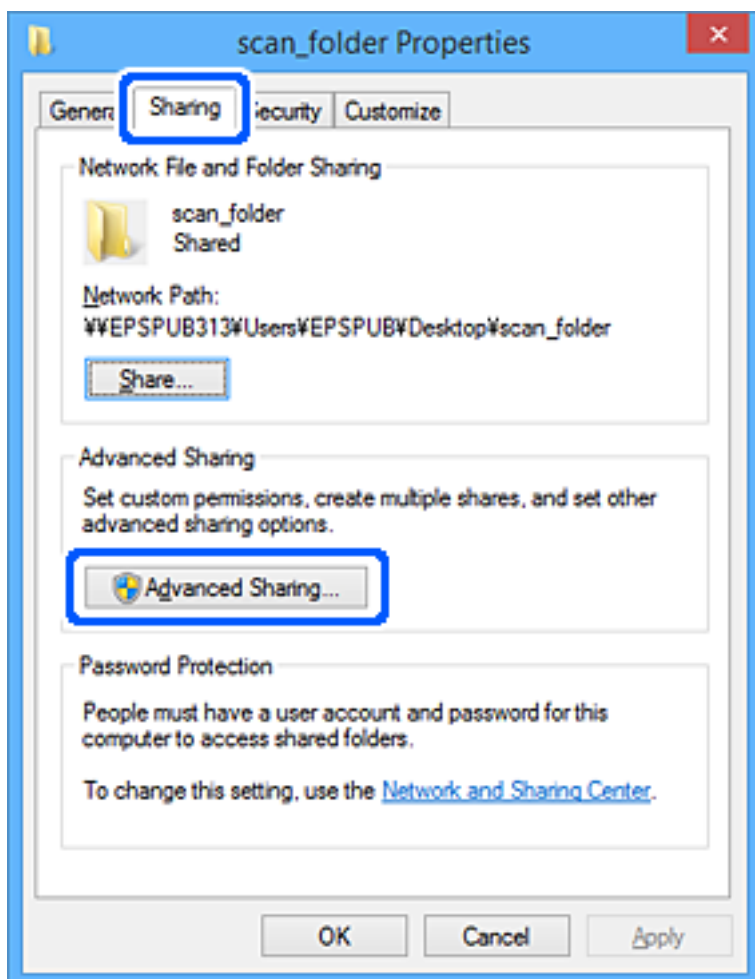 scan_folder Properties
Sharing
Customize
Network File and Folder Sharing
scan_folder
Shared
Network Path:
¥¥EPSPUB313¥Users¥EPSPUB¥Desktop¥scan_folder
Share...
Advanced Sharing
Set custom permissions, create multiple shares, and set other
advanced sharing options.
Advanced Sharing...
Password Protection
People must have a user account and password for this
computer to access shared folders.
To change this setting, use the Network and Sharing Center.
OK Cancel Apply